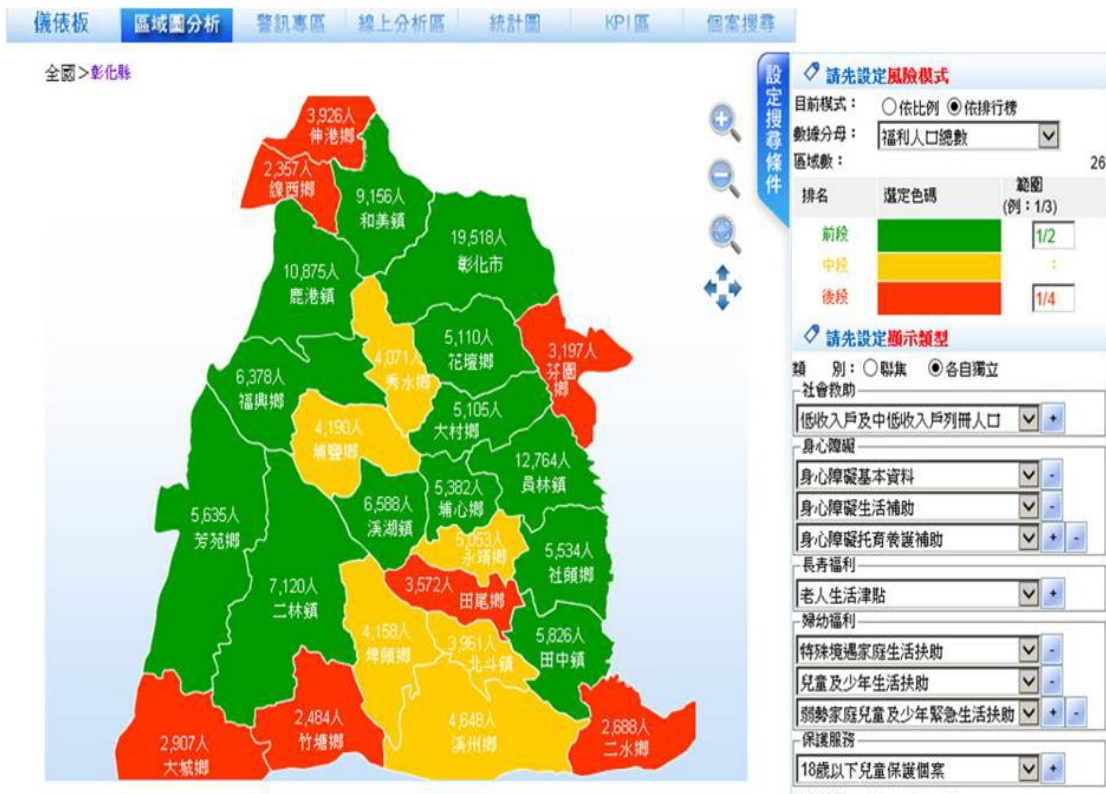 儀俵板 區域圖分析 警訊專區 線上分析區 統計圖 KPI區 個案搜尋
全國>彰化縣
3,926人
伸港鄉
2,357人
線西鄉
9,156人
和美鎮
19,518人
彰化市
10,875人
鹿港鎮
4,071人
秀水鄉
5,110人
花壇鄉
3,197人
芬園
鄉
6,378人
福興鄉
4,190人
埔鹽鄉
5,105人
大村鄉
12,764人
員林鎮
5,382人
埔心鄉
6,588人
溪湖鎮
5,635人
芳苑鄉
5,053人
永靖鄉
5,534人
社頭鄉
7,120人
二林鎮
3,572人
田尾鄉
4,158人
埤頭鄉
3,961人
北斗鎮
5,826人
田中鎮
2,907人
大城鄉
2,484人
竹塘鄉
4,648人
溪州鄉
2,688人
二水鄉
設定搜尋條件
請先設定風險模式
目前模式: 依比例 依排行榜
數據分母: 福利人口總數
區域數: 26
排名 選定色碼 範圍
(例:1/3)
前段 1/2
中段 :
後段 1/4
請先設定顯示類型
類 別: 聯集 各自獨立
社會救助
低收入戶及中低收入戶列冊人口 +
身心障礙
身心障礙基本資料 -
身心障礙生活補助 -
身心障礙托育養護補助 + -
長青福利
老人生活津貼 +
婦幼福利
特殊境遇家庭生活扶助 -
兒童及少年生活扶助 -
弱勢家庭兒童及少年緊急生活扶助 + -
保護服務
18歲以下兒童保護個案 +